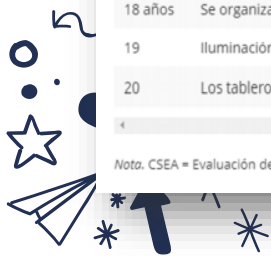 18 años Se organiza
19 Iluminación
20 Los tablero
Nota. CSEA = Evaluación de